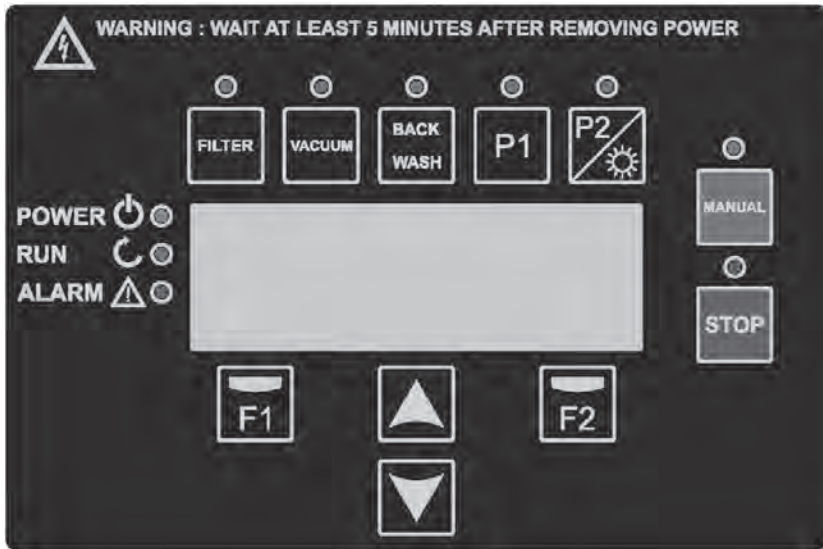 WARNING : WAIT AT LEAST 5 MINUTES AFTER REMOVING POWER
FILTER
VACUUM
BACK
WASH
P1
P2
MANUAL
POWER
RUN
ALARM
STOP
F1
F2